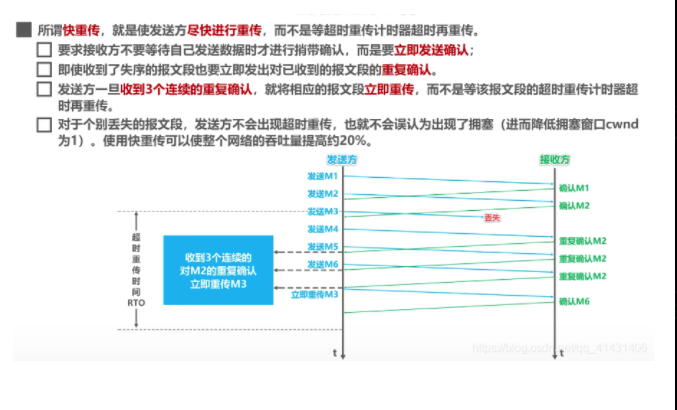 所谓快重传，就是使发送方尽快进行重传，而不是等超时重传计时器超时再重传。
要求接收方不要等待自己发送数据时才进行捎带确认，而是要立即发送确认；
即使收到了失序的报文段也要立即发出对已收到的报文段的重复确认。
发送方一旦收到3个连续的重复确认，就将相应的报文段立即重传，而不是等该报文段的超时重传计时器超
时再重传。
对于个别丢失的报文段，发送方不会出现超时重传，也就不会误认为出现了拥塞（进而降低拥塞窗口cwnd
为1）。使用快重传可以使整个网络的吞吐量提高约20%。
发送方
接收方
发送M1
确认M1
发送M2
确认M2
发送M3
丢失
发送M4
重复确认M2
发送M5
重复确认M2
发送M6
重复确认M2
立即重传M3
确认M6
超时重传时间
RTO
收到3个连续的
对M2的重复确认
立即重传M3
t
t
https://blog.csdn.net/qq_41431406